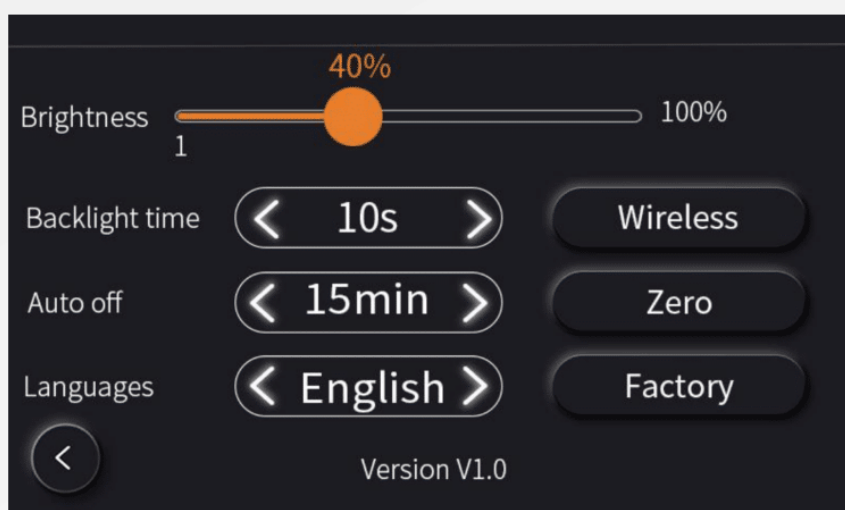 40%
Brightness 100%
1
Backlight time 10s Wireless
Auto off 15min Zero
Languages English Factory
Version V1.0